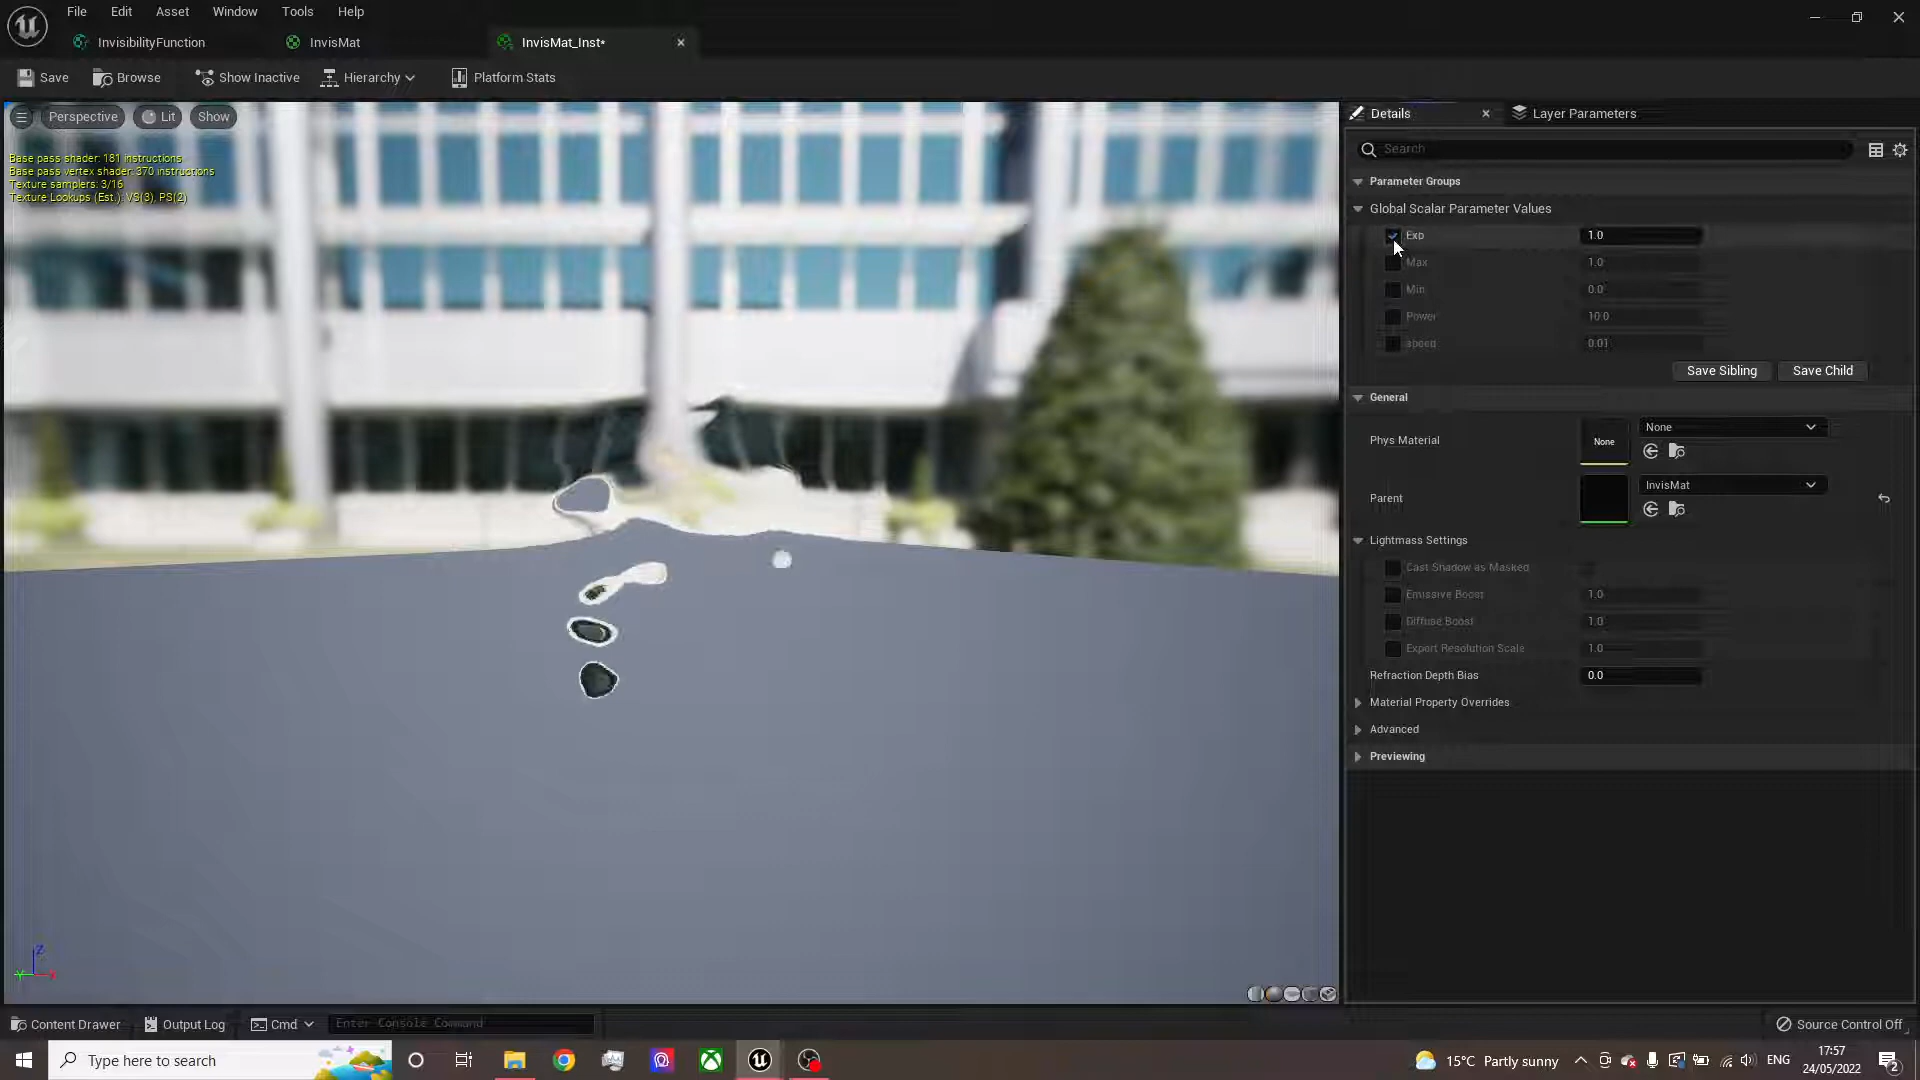 File Edit Asset Window Tools Help
InvisibilityFunction InvisMat InvisMat_Inst*
Save Browse Show Inactive Hierarchy Platform Stats
Perspective Lit Show
Base pass shader: 181 instructions
Base pass vertex shader: 370 instructions
Texture samplers: 3/16
Texture Lookups (Est.): VS(3), PS(2)
Details Layer Parameters
Search
Parameter Groups
Global Scalar Parameter Values
Exp 1.0
Max 1.0
Min 0.0
Power 10.0
speed 0.01
Save Sibling Save Child
General
Phys Material None None
Parent InvisMat
Lightmass Settings
Cast Shadow as Masked
Emissive Boost 1.0
Diffuse Boost 1.0
Export Resolution Scale 1.0
Refraction Depth Bias 0.0
Material Property Overrides
Advanced
Previewing
Z
Y X
Content Drawer Output Log Cmd Enter Console Command Source Control Off
Type here to search 15°C Partly sunny ENG 17:57
24/05/2022 2